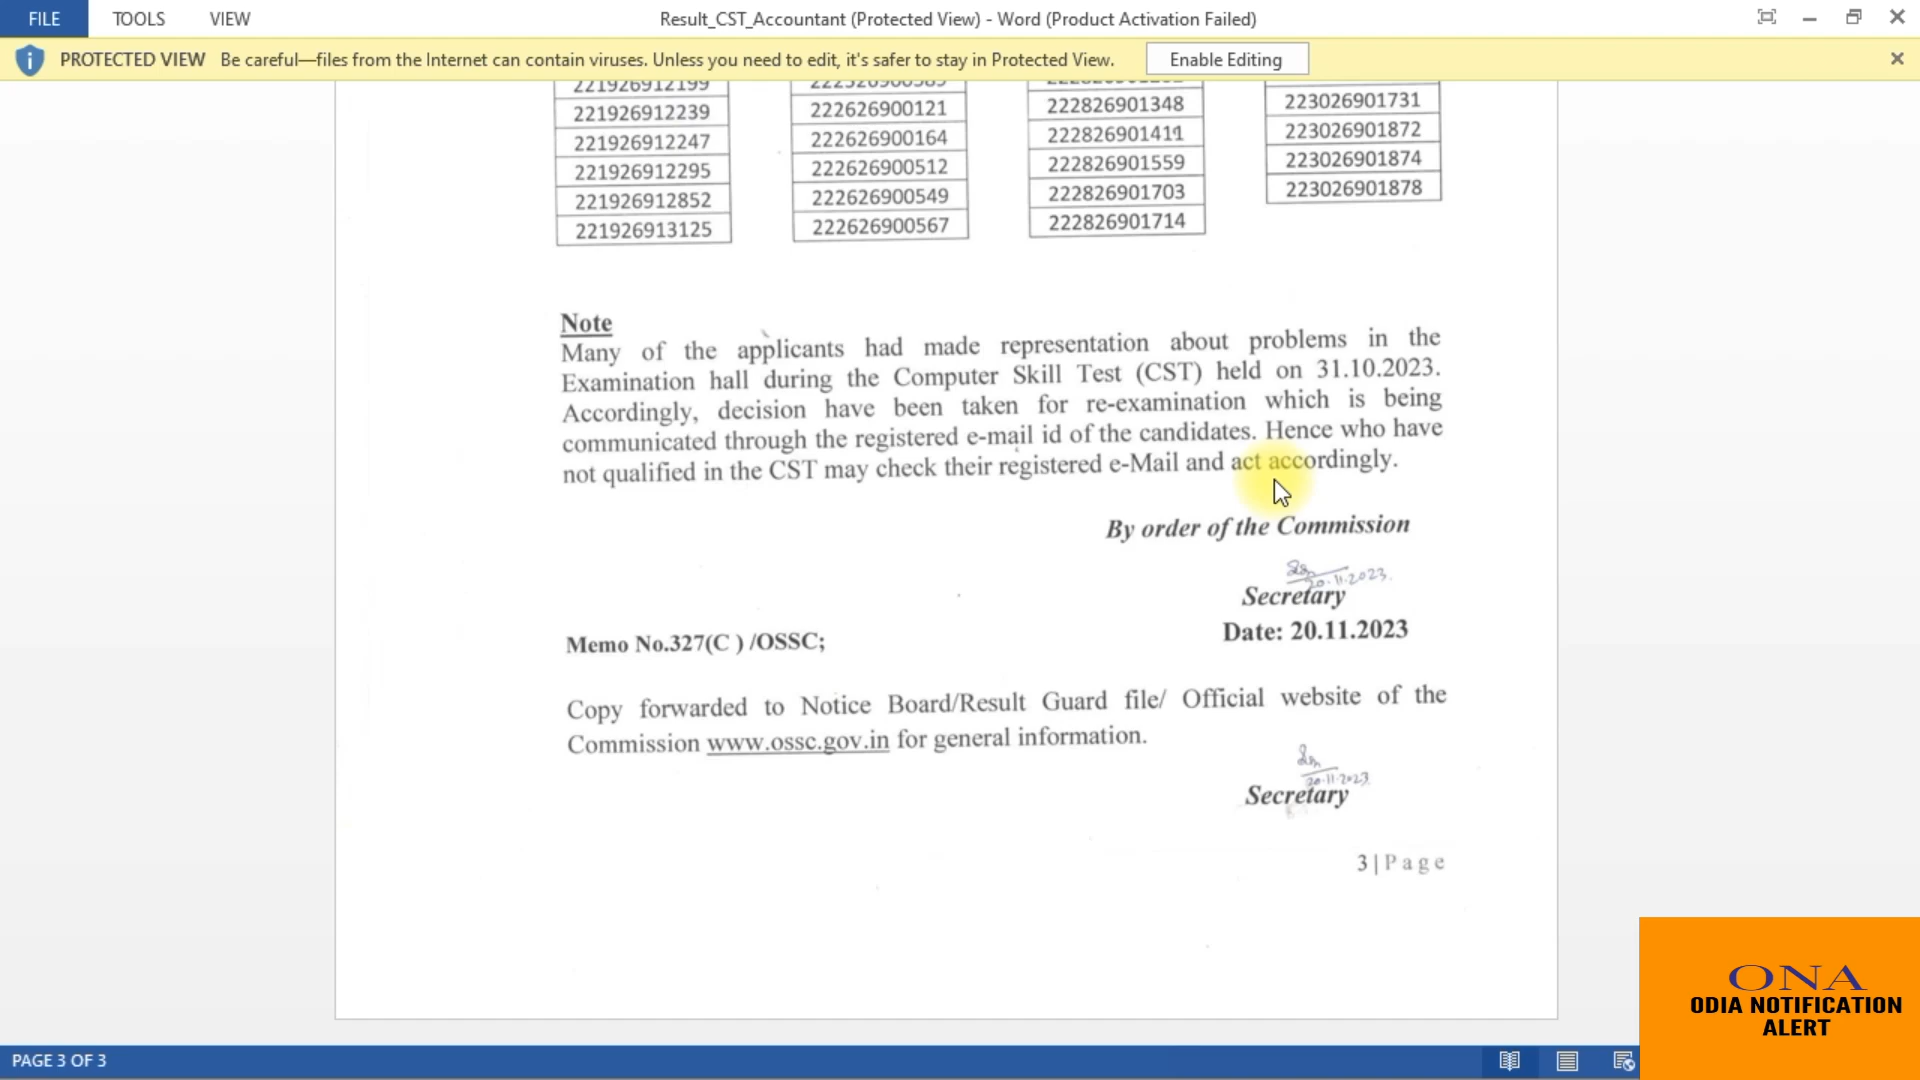 FILE TOOLS VIEW Result_CST_Accountant (Protected View) - Word (Product Activation Failed)
PROTECTED VIEW Be careful—files from the Internet can contain viruses. Unless you need to edit, it's safer to stay in Protected View. Enable Editing
221926912199
221926912239
221926912247
221926912295
221926912852
221926913125
222626900121
222626900164
222626900512
222626900549
222626900567
222826901348
222826901411
222826901559
222826901703
222826901714
223026901731
223026901872
223026901874
223026901878
Note
Many of the applicants had made representation about problems in the
Examination hall during the Computer Skill Test (CST) held on 31.10.2023.
Accordingly, decision have been taken for re-examination which is being
communicated through the registered e-mail id of the candidates. Hence who have
not qualified in the CST may check their registered e-Mail and act accordingly.
By order of the Commission
20.11.2023.
Secretary
Memo No.327(C ) /OSSC; Date: 20.11.2023
Copy forwarded to Notice Board/Result Guard file/ Official website of the
Commission www.ossc.gov.in for general information.
20.11.2023
Secretary
3 | Page
ONA
ODIA NOTIFICATION
ALERT
PAGE 3 OF 3